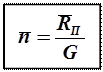 n = R_П / G